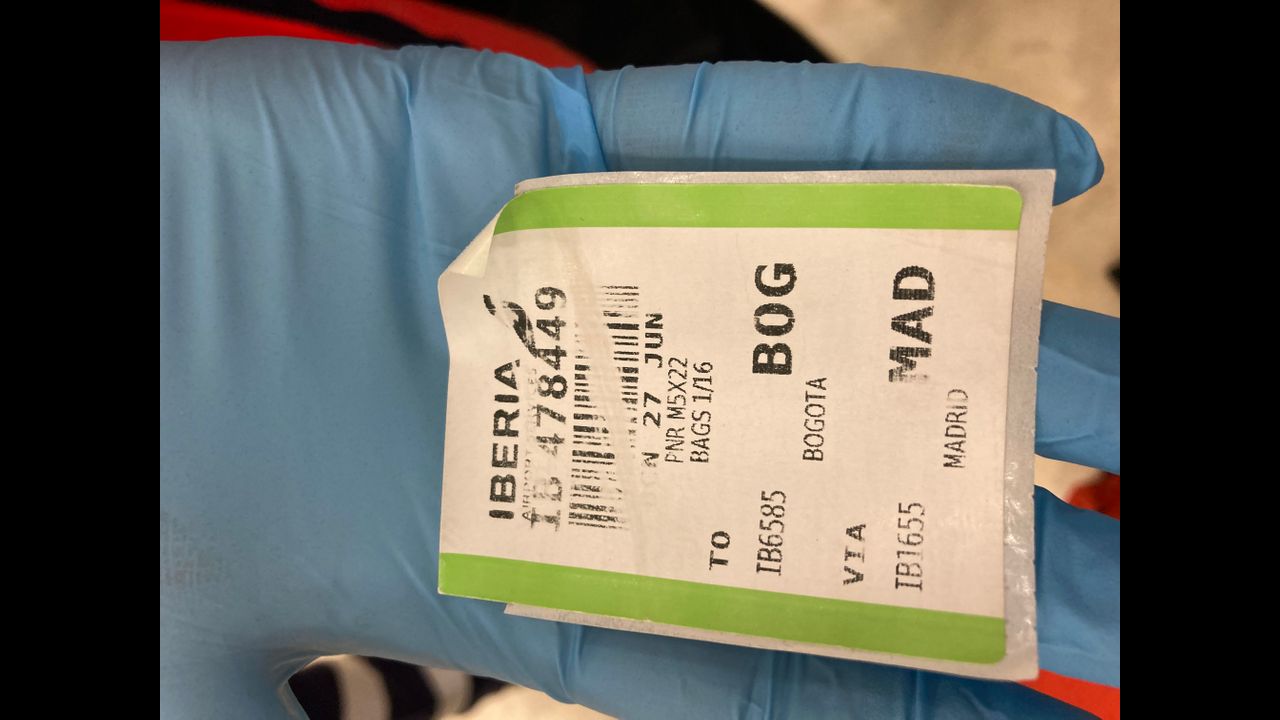 IBERIA
IB 478449
27 JUN
PNR M5X22
BAGS 1/16
TO
IB6585 BOG
BOGOTA
VIA
IB1655 MAD
MADRID